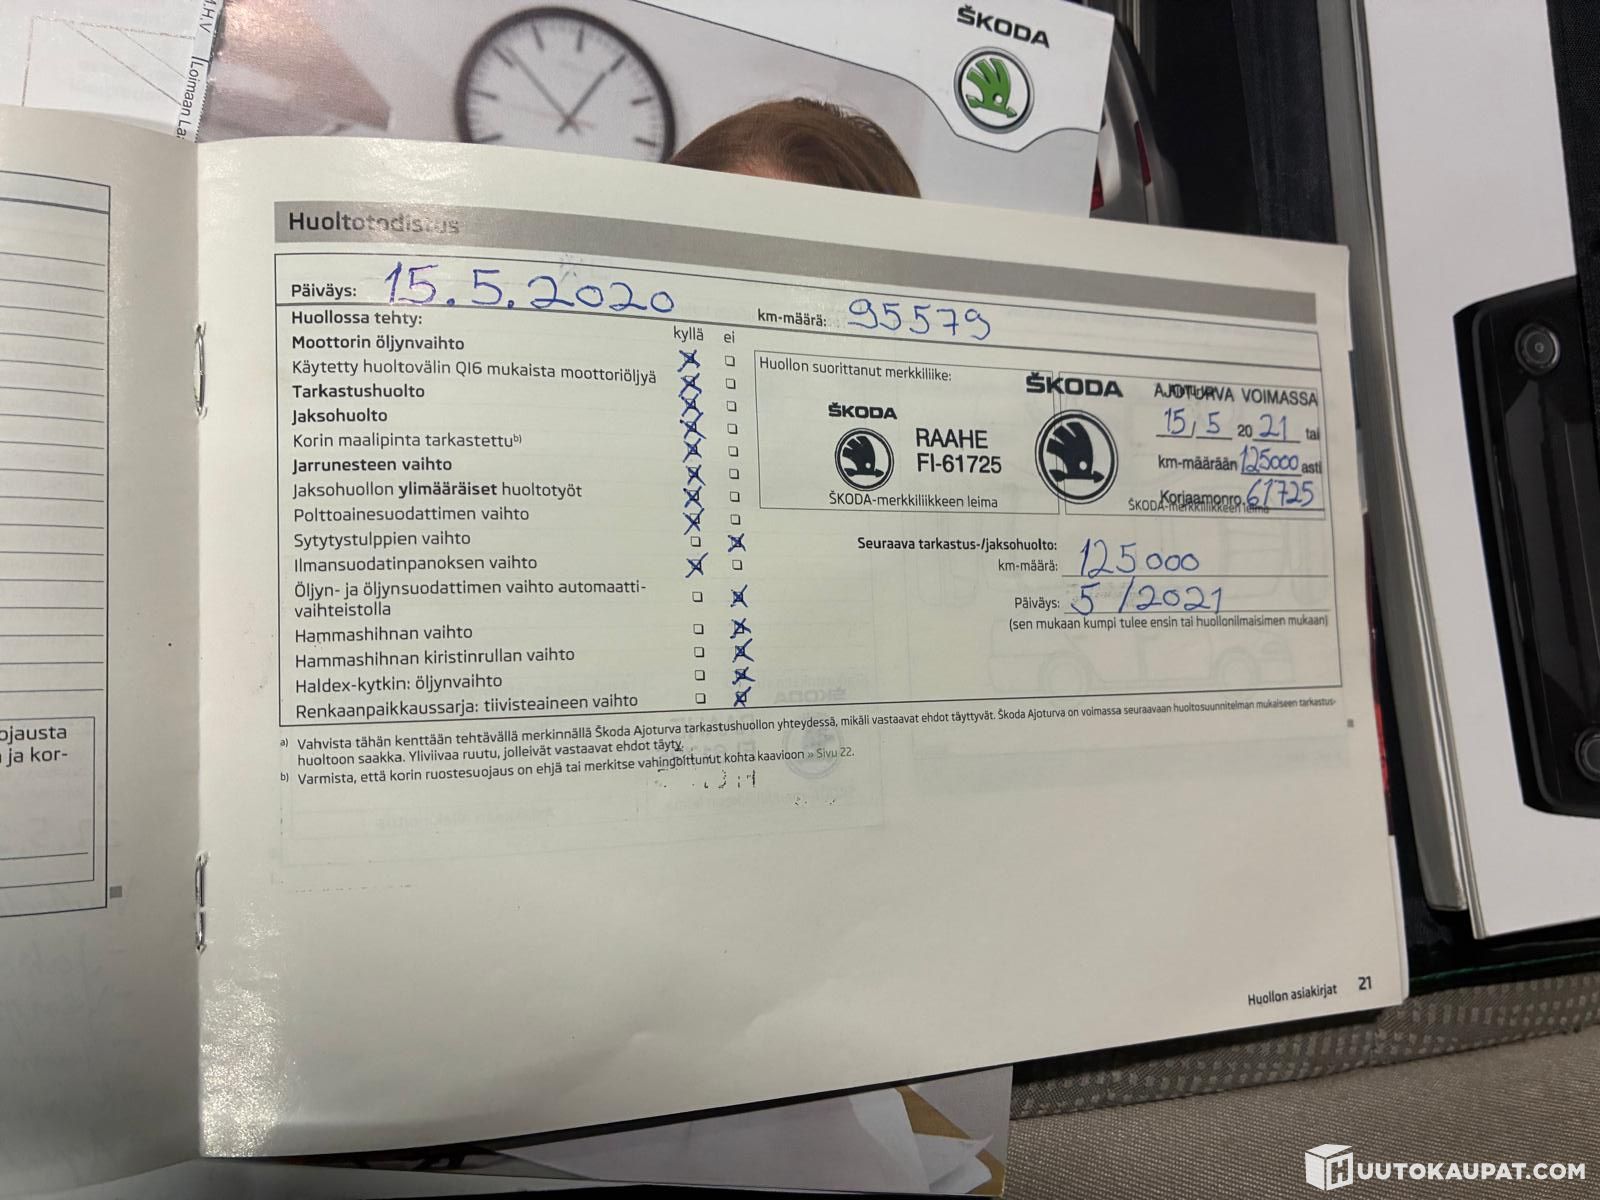 M.H.V
Loimaan La
ŠKODA
Huoltotodistus
Päiväys: 15.5.2020
km-määrä: 95579
Huollossa tehty:
kyllä ei
Moottorin öljynvaihto
Käytetty huoltovälin QI6 mukaista moottoriöljyä
Tarkastushuolto
Jaksohuolto
Korin maalipinta tarkastettu b)
Jarrunesteen vaihto
Jaksohuollon ylimääräiset huoltotyöt
Polttoainesuodattimen vaihto
Sytytystulppien vaihto
Ilmansuodatinpanoksen vaihto
Öljyn- ja öljynsuodattimen vaihto automaatti-
vaihteistolla
Hammashihnan vaihto
Hammashihnan kiristinrullan vaihto
Haldex-kytkin: öljynvaihto
Renkaanpaikkaussarja: tiivisteaineen vaihto
Huollon suorittanut merkkiliike:
ŠKODA
RAAHE
FI-61725
ŠKODA-merkkiliikkeen leima
ŠKODA
AJOTURVA VOIMASSA
15,5 2021 tai
km-määrään 125000 asti
Korjaamonro. 61725
ŠKODA-merkkiliikkeen leima
Seuraava tarkastus-/jaksohuolto:
km-määrä: 125000
Päiväys: 5/2021
(sen mukaan kumpi tulee ensin tai huollonilmaisimen mukaan)
a) Vahvista tähän kenttään tehtävällä merkinnällä Škoda Ajoturva tarkastushuollon yhteydessä, mikäli vastaavat ehdot täyttyvät. Škoda Ajoturva on voimassa seuraavaan huoltosuunnitelman mukaiseen tarkastus-
huoltoon saakka. Yliviivaa ruutu, jolleivät vastaavat ehdot täyty.
b) Varmista, että korin ruostesuojaus on ehjä tai merkitse vahingoittunut kohta kaavioon » Sivu 22.
ojausta
ja kor-
Huollon asiakirjat 21
HUUTOKAUPAT.COM